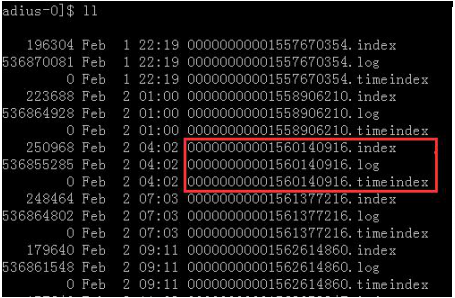 adius-0]$ ll
196304 Feb 1 22:19 00000000001557670354.index
536870081 Feb 1 22:19 00000000001557670354.log
0 Feb 1 22:19 00000000001557670354.timeindex
223688 Feb 2 01:00 00000000001558906210.index
536864928 Feb 2 01:00 00000000001558906210.log
0 Feb 2 01:00 00000000001558906210.timeindex
250968 Feb 2 04:02 00000000001560140916.index
536855285 Feb 2 04:02 00000000001560140916.log
0 Feb 2 04:02 00000000001560140916.timeindex
248464 Feb 2 07:03 00000000001561377216.index
536864802 Feb 2 07:03 00000000001561377216.log
0 Feb 2 07:03 00000000001561377216.timeindex
179640 Feb 2 09:11 00000000001562614860.index
536861548 Feb 2 09:11 00000000001562614860.log
0 Feb 2 09:11 00000000001562614860.timeindex